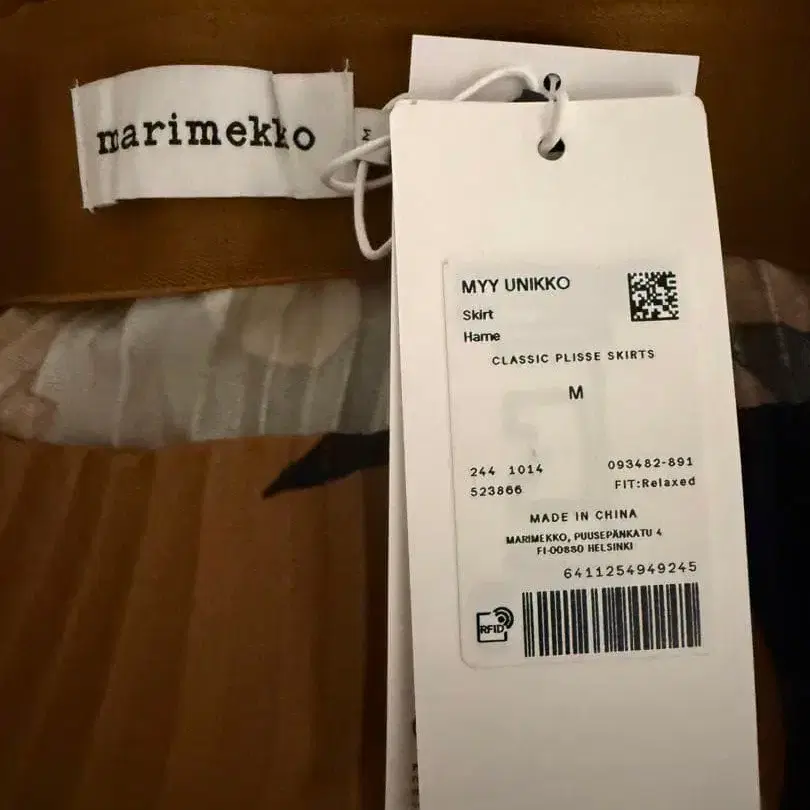 marimekko
M
MYY UNIKKO
Skirt
Hame
CLASSIC PLISSE SKIRTS
M
244 1014
093482-891
523866
FIT:Relaxed
MADE IN CHINA
MARIMEKKO, PUUSEPÄNKATU 4
FI-00880 HELSINKI
6411254949245
RFID